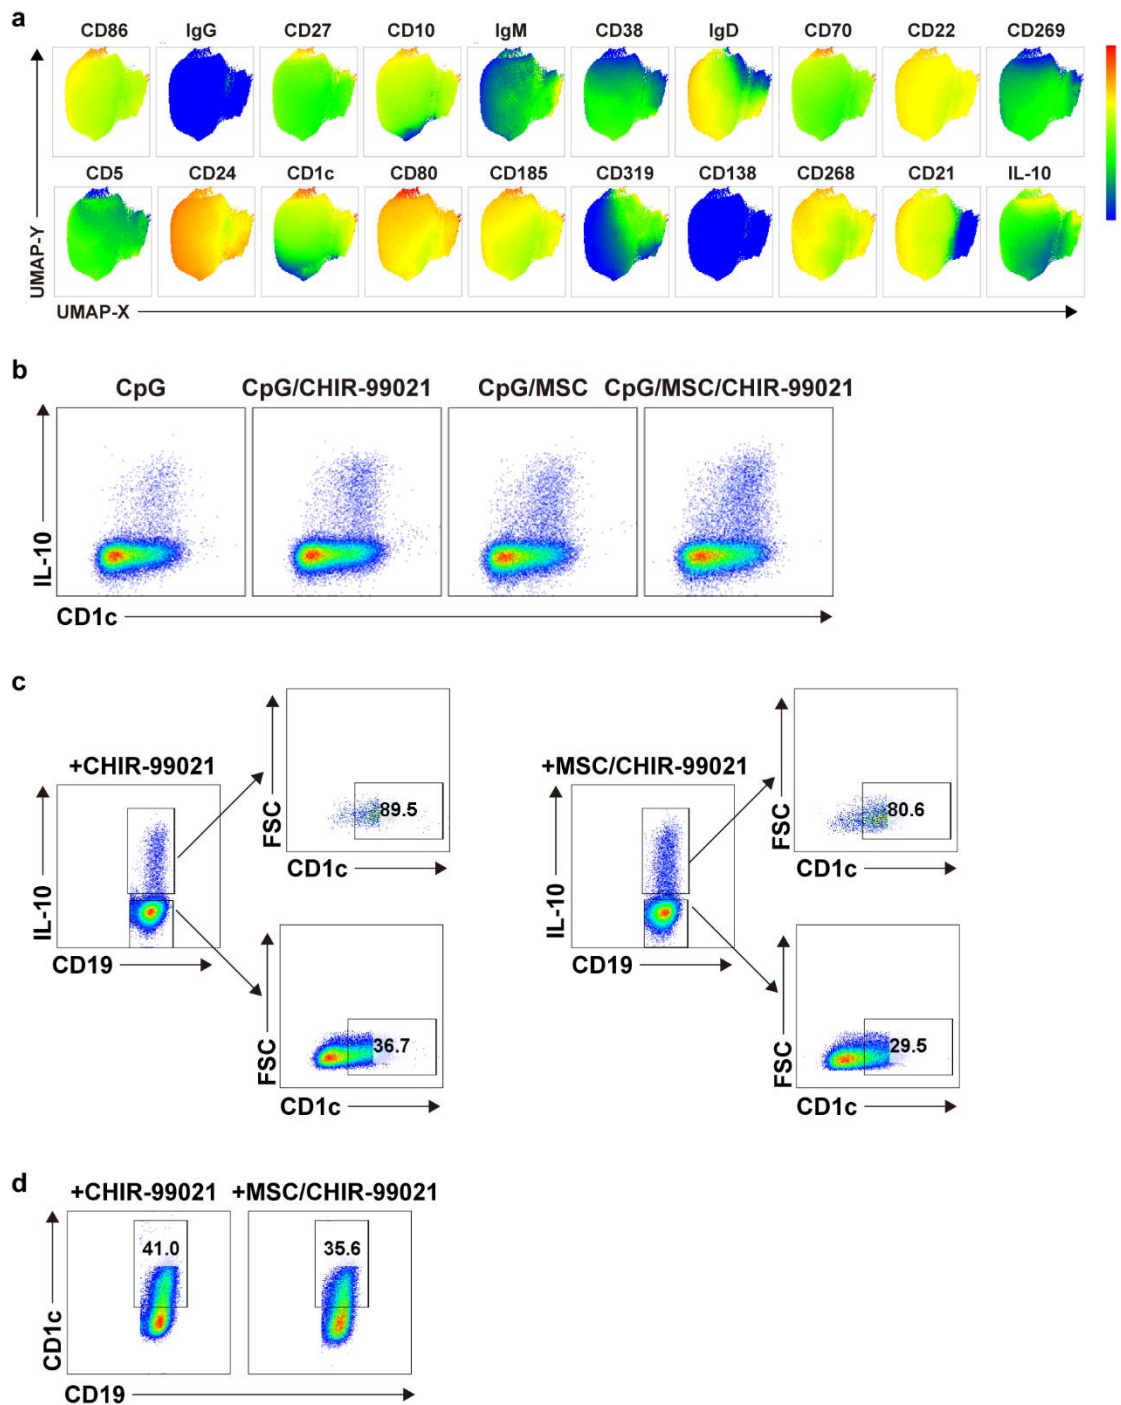 a
CD86 IgG CD27 CD10 IgM CD38 IgD CD70 CD22 CD269
CD5 CD24 CD1c CD80 CD185 CD319 CD138 CD268 CD21 IL-10
UMAP-Y
UMAP-X
b
CpG CpG/CHIR-99021 CpG/MSC CpG/MSC/CHIR-99021
IL-10
CD1c
c
+CHIR-99021
IL-10
CD19
FSC
89.5
CD1c
FSC
36.7
CD1c
+MSC/CHIR-99021
IL-10
CD19
FSC
80.6
CD1c
FSC
29.5
CD1c
d
+CHIR-99021 +MSC/CHIR-99021
41.0 35.6
CD1c
CD19